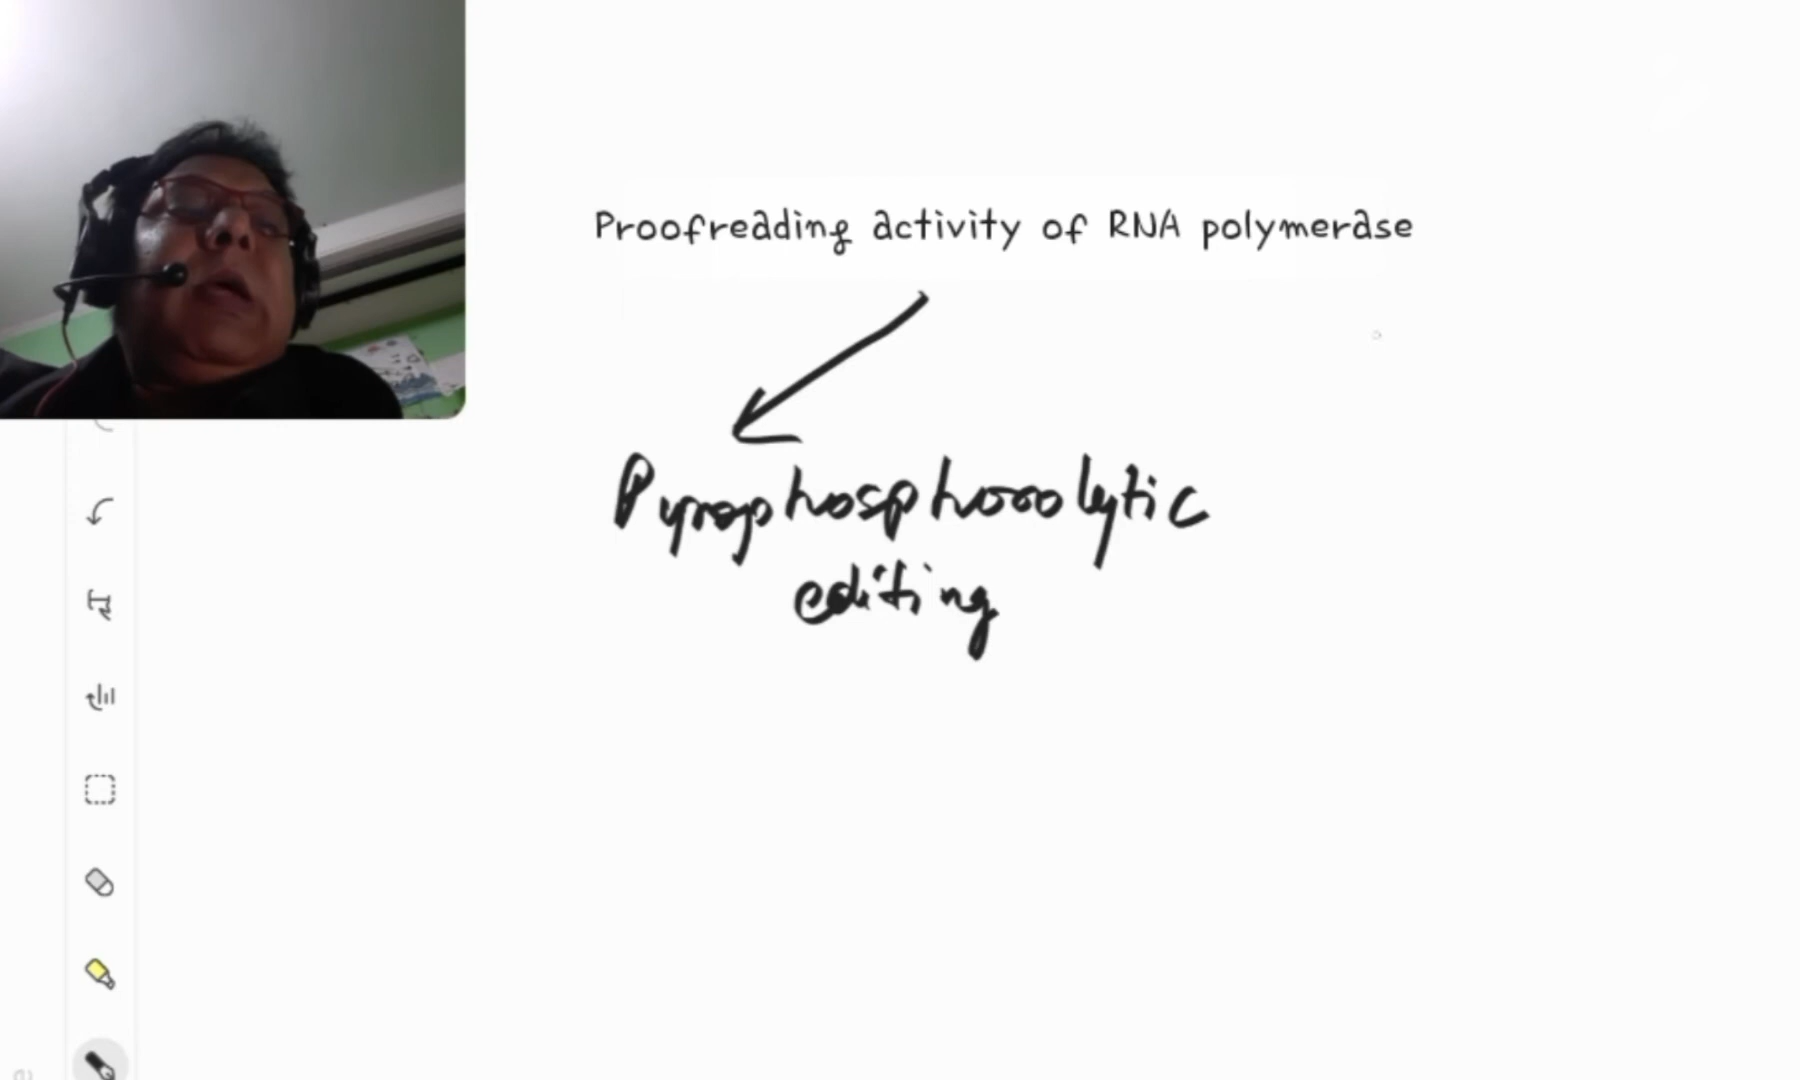 Proofreading activity of RNA polymerase
Pyrophosphorolytic
editing